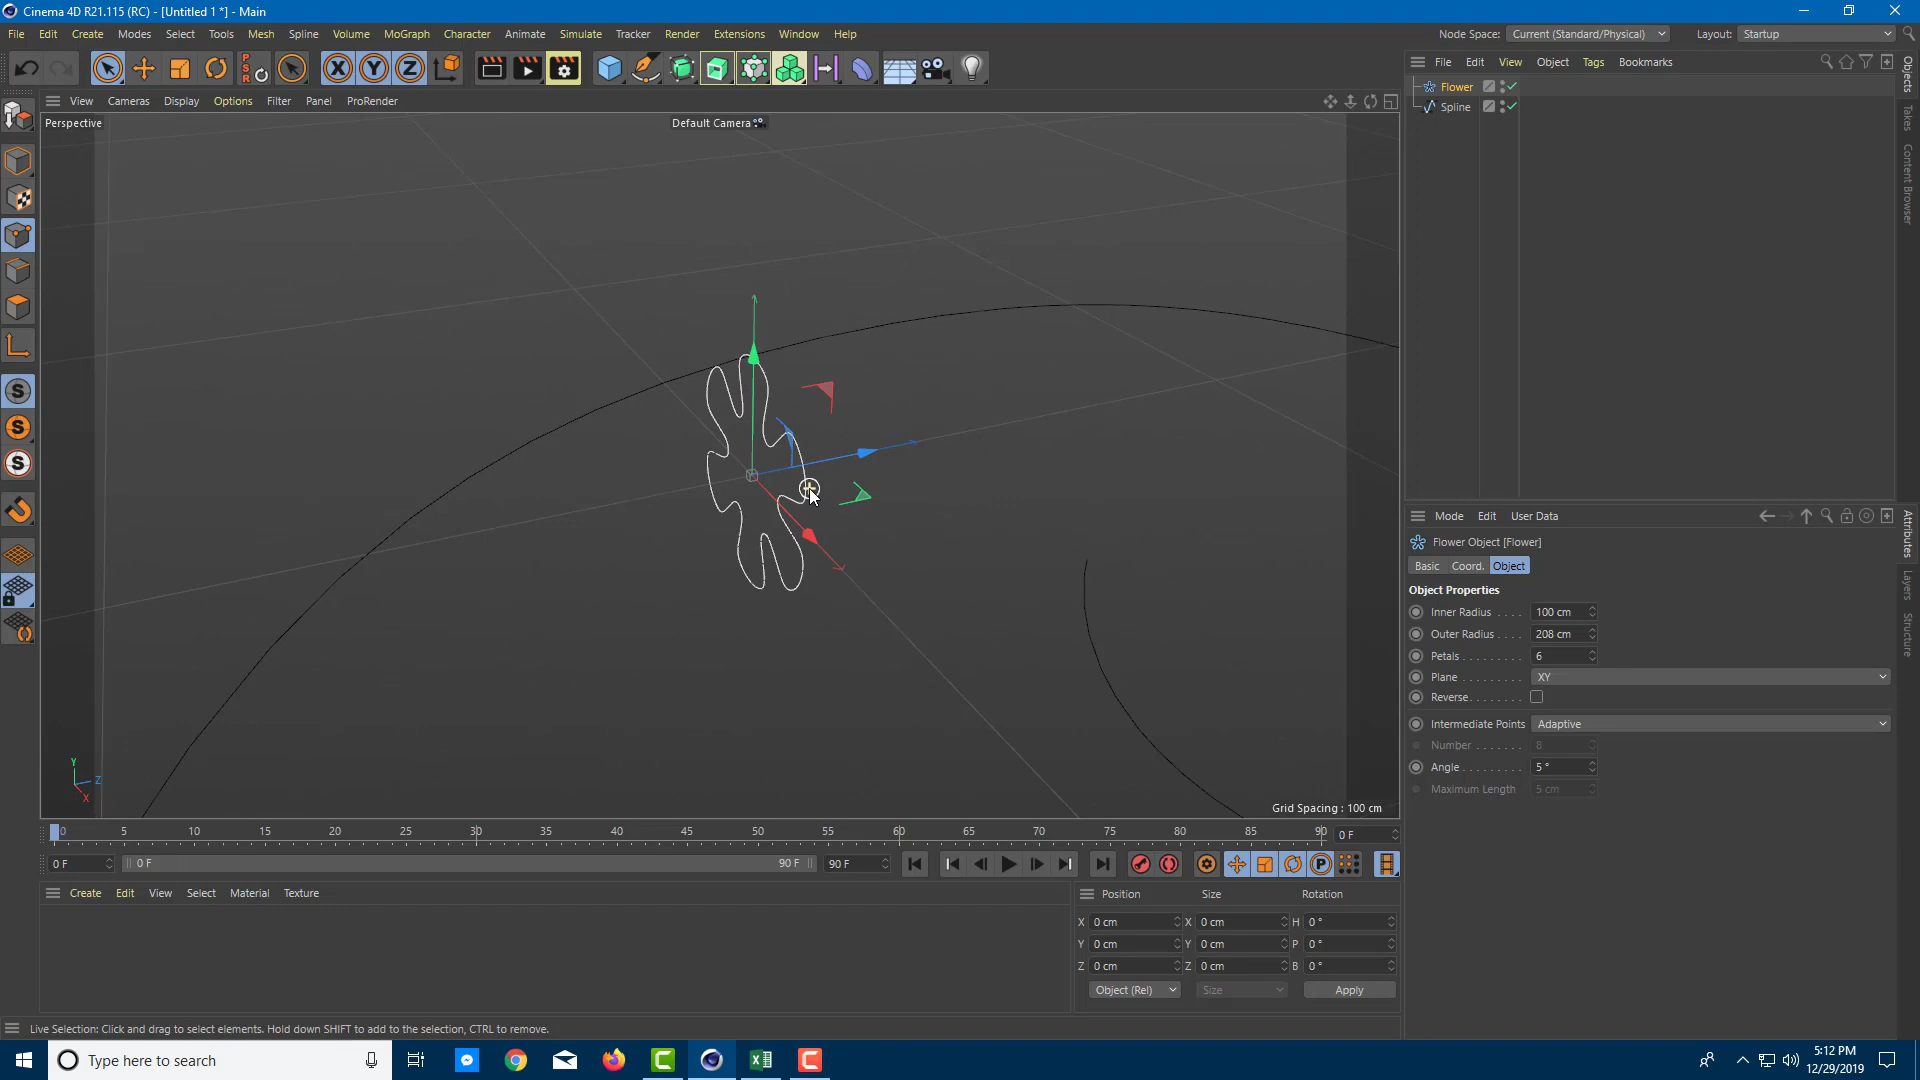 Cinema 4D R21.115 (RC) - [Untitled 1 *] - Main
File Edit Create Modes Select Tools Mesh Spline Volume MoGraph Character Animate Simulate Tracker Render Extensions Window Help Node Space: Current (Standard/Physical) Layout: Startup
P S R X Y Z
File Edit View Object Tags Bookmarks
View Cameras Display Options Filter Panel ProRender
Perspective Default Camera
Flower
Spline
Objects
Takes
Content Browser
Mode Edit User Data
Flower Object [Flower]
Basic Coord. Object
Object Properties
Inner Radius . . . . 100 cm
Outer Radius . . . . 208 cm
Petals . . . . . . . . . 6
Plane . . . . . . . . . XY
Reverse. . . . . . . .
Intermediate Points Adaptive
Number . . . . . . . 8
Angle . . . . . . . . . 5 °
Maximum Length 5 cm
Attributes
Layers
Structure
S
S
S
Y
Z
X
Grid Spacing : 100 cm
0 5 10 15 20 25 30 35 40 45 50 55 60 65 70 75 80 85 90 0 F
0 F 0 F 90 F 90 F P
Create Edit View Select Material Texture
Position Size Rotation
X 0 cm X 0 cm H 0 °
Y 0 cm Y 0 cm P 0 °
Z 0 cm Z 0 cm B 0 °
Object (Rel) Size Apply
Live Selection: Click and drag to select elements. Hold down SHIFT to add to the selection, CTRL to remove.
Type here to search
5:12 PM
12/29/2019